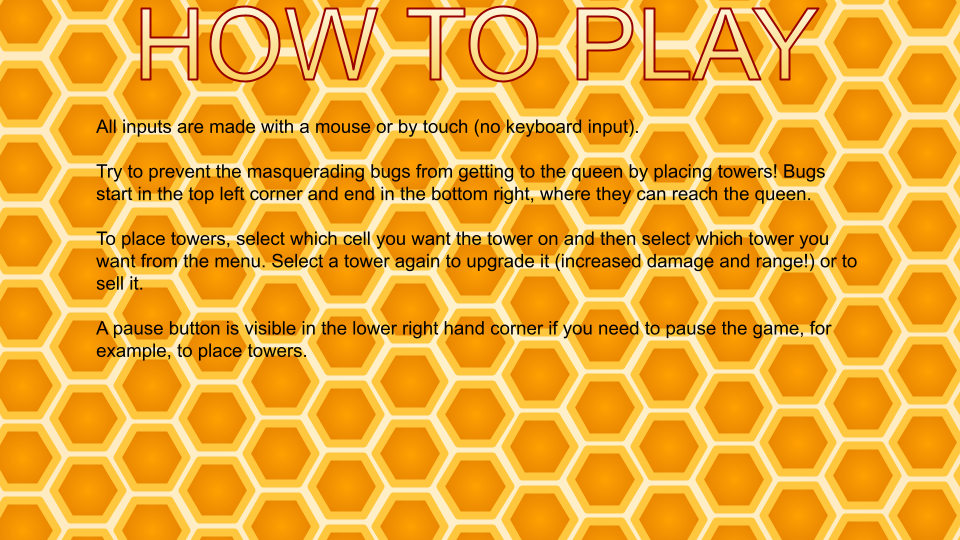 HOW TO PLAY
All inputs are made with a mouse or by touch (no keyboard input).
Try to prevent the masquerading bugs from getting to the queen by placing towers! Bugs
start in the top left corner and end in the bottom right, where they can reach the queen.
To place towers, select which cell you want the tower on and then select which tower you
want from the menu. Select a tower again to upgrade it (increased damage and range!) or to
sell it.
A pause button is visible in the lower right hand corner if you need to pause the game, for
example, to place towers.